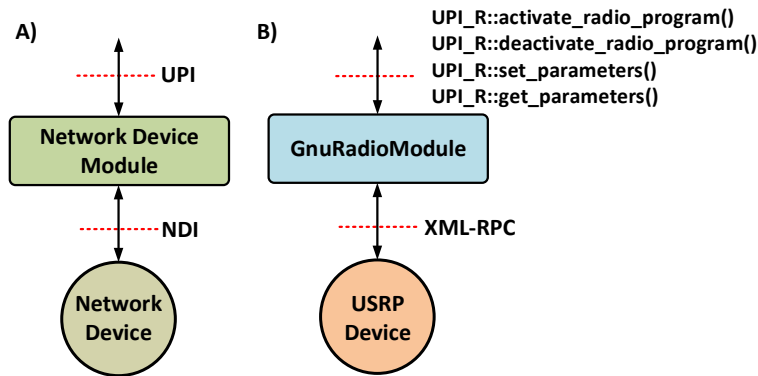 A)
UPI
Network Device
Module
NDI
Network
Device
B)
UPI_R::activate_radio_program()
UPI_R::deactivate_radio_program()
UPI_R::set_parameters()
UPI_R::get_parameters()
GnuRadioModule
XML-RPC
USRP
Device